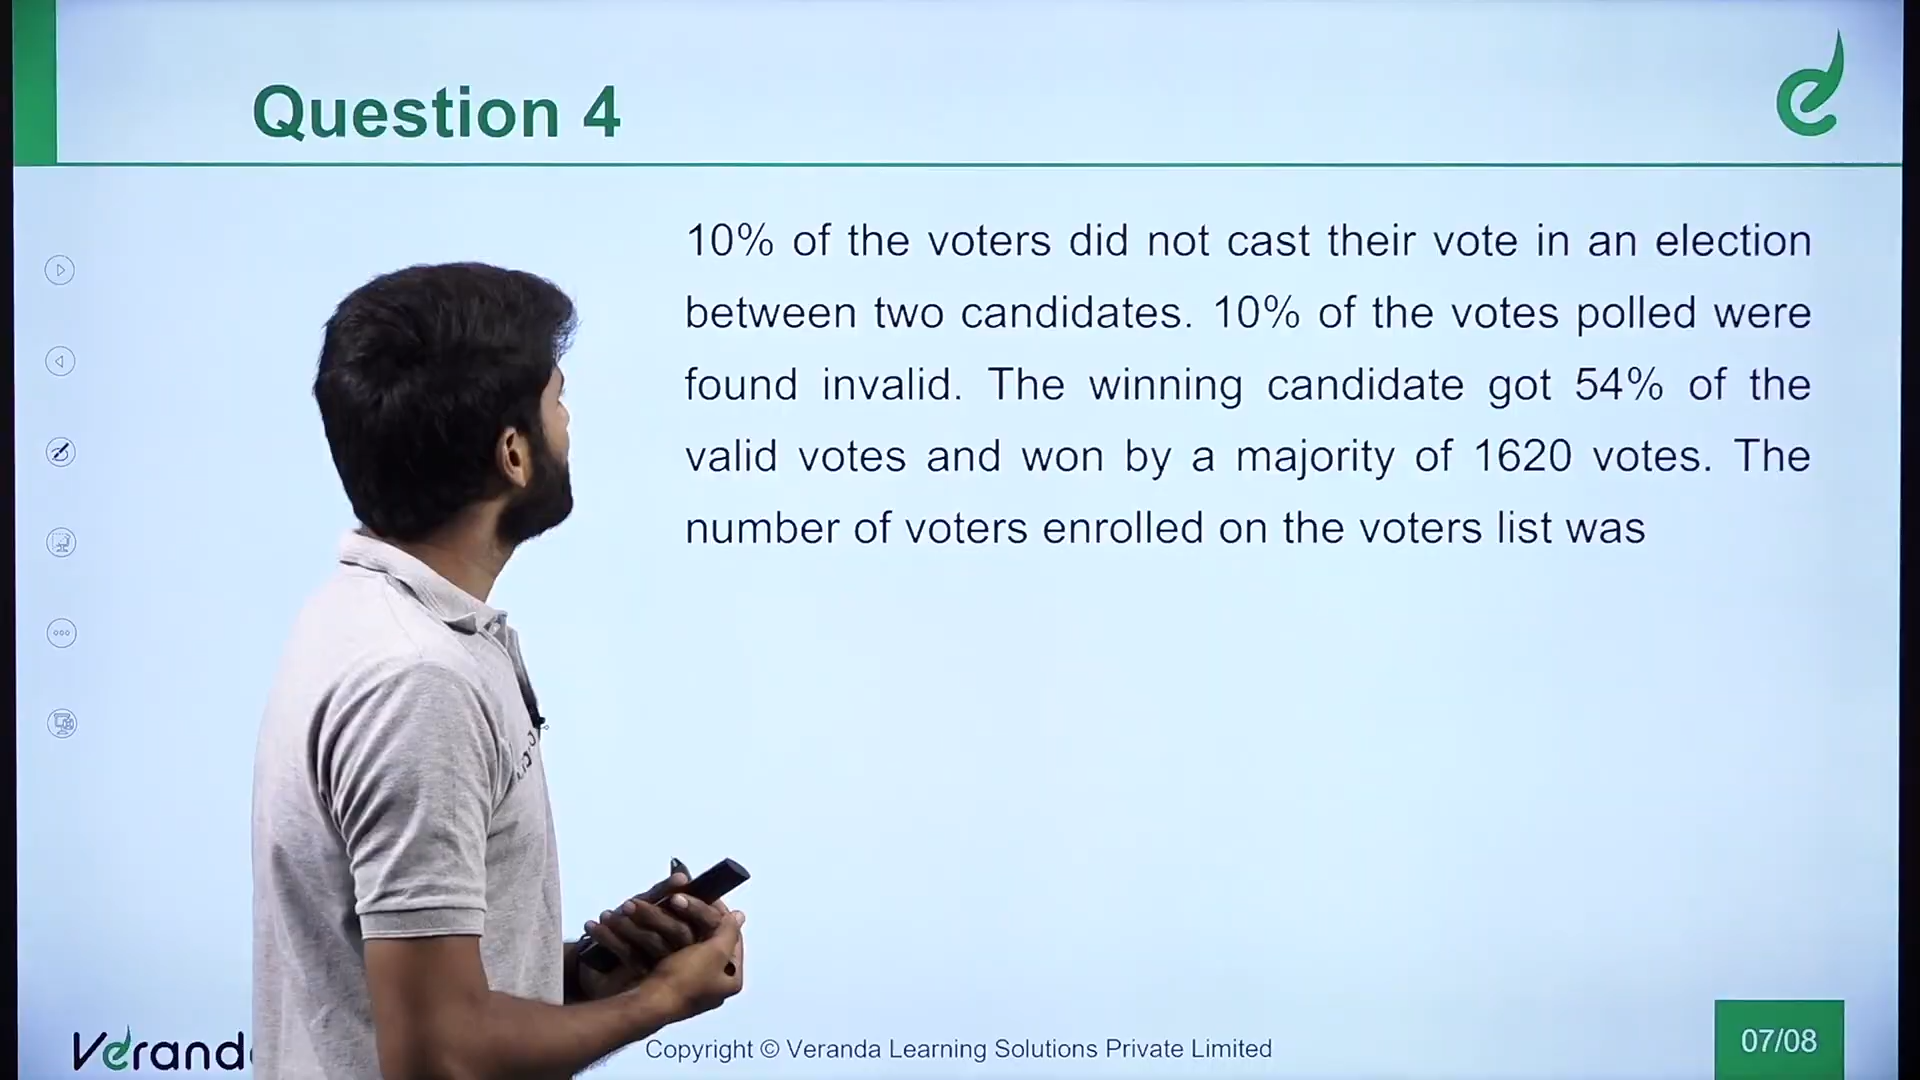 Question 4
10% of the voters did not cast their vote in an election
between two candidates. 10% of the votes polled were
found invalid. The winning candidate got 54% of the
valid votes and won by a majority of 1620 votes. The
number of voters enrolled on the voters list was
Verand
Copyright © Veranda Learning Solutions Private Limited
07/08